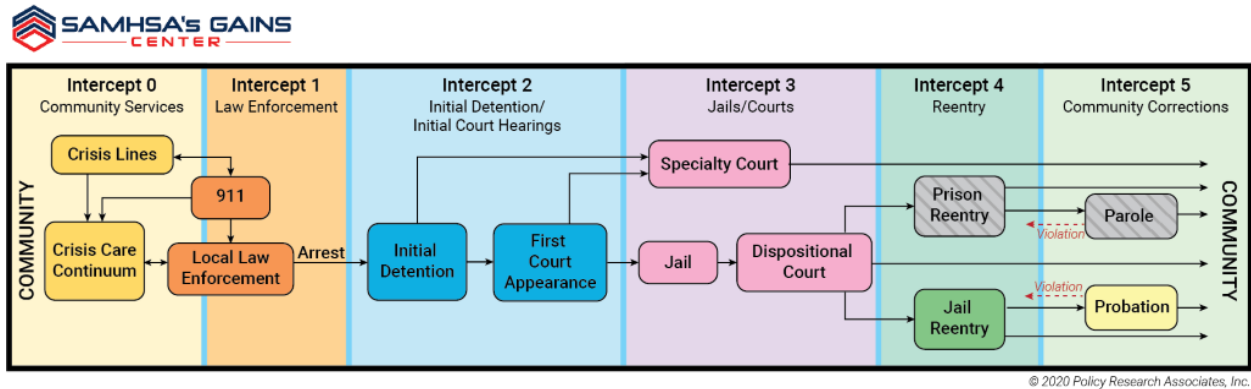 SAMHSA's GAINS
CENTER
Intercept 0
Community Services
Intercept 1
Law Enforcement
Intercept 2
Initial Detention/
Initial Court Hearings
Intercept 3
Jails/Courts
Intercept 4
Reentry
Intercept 5
Community Corrections
COMMUNITY
Crisis Lines
911
Crisis Care
Continuum
Local Law
Enforcement
Arrest
Initial
Detention
First
Court
Appearance
Specialty Court
Jail
Dispositional
Court
Prison
Reentry
Violation
Parole
Jail
Reentry
Violation
Probation
COMMUNITY
© 2020 Policy Research Associates, Inc.